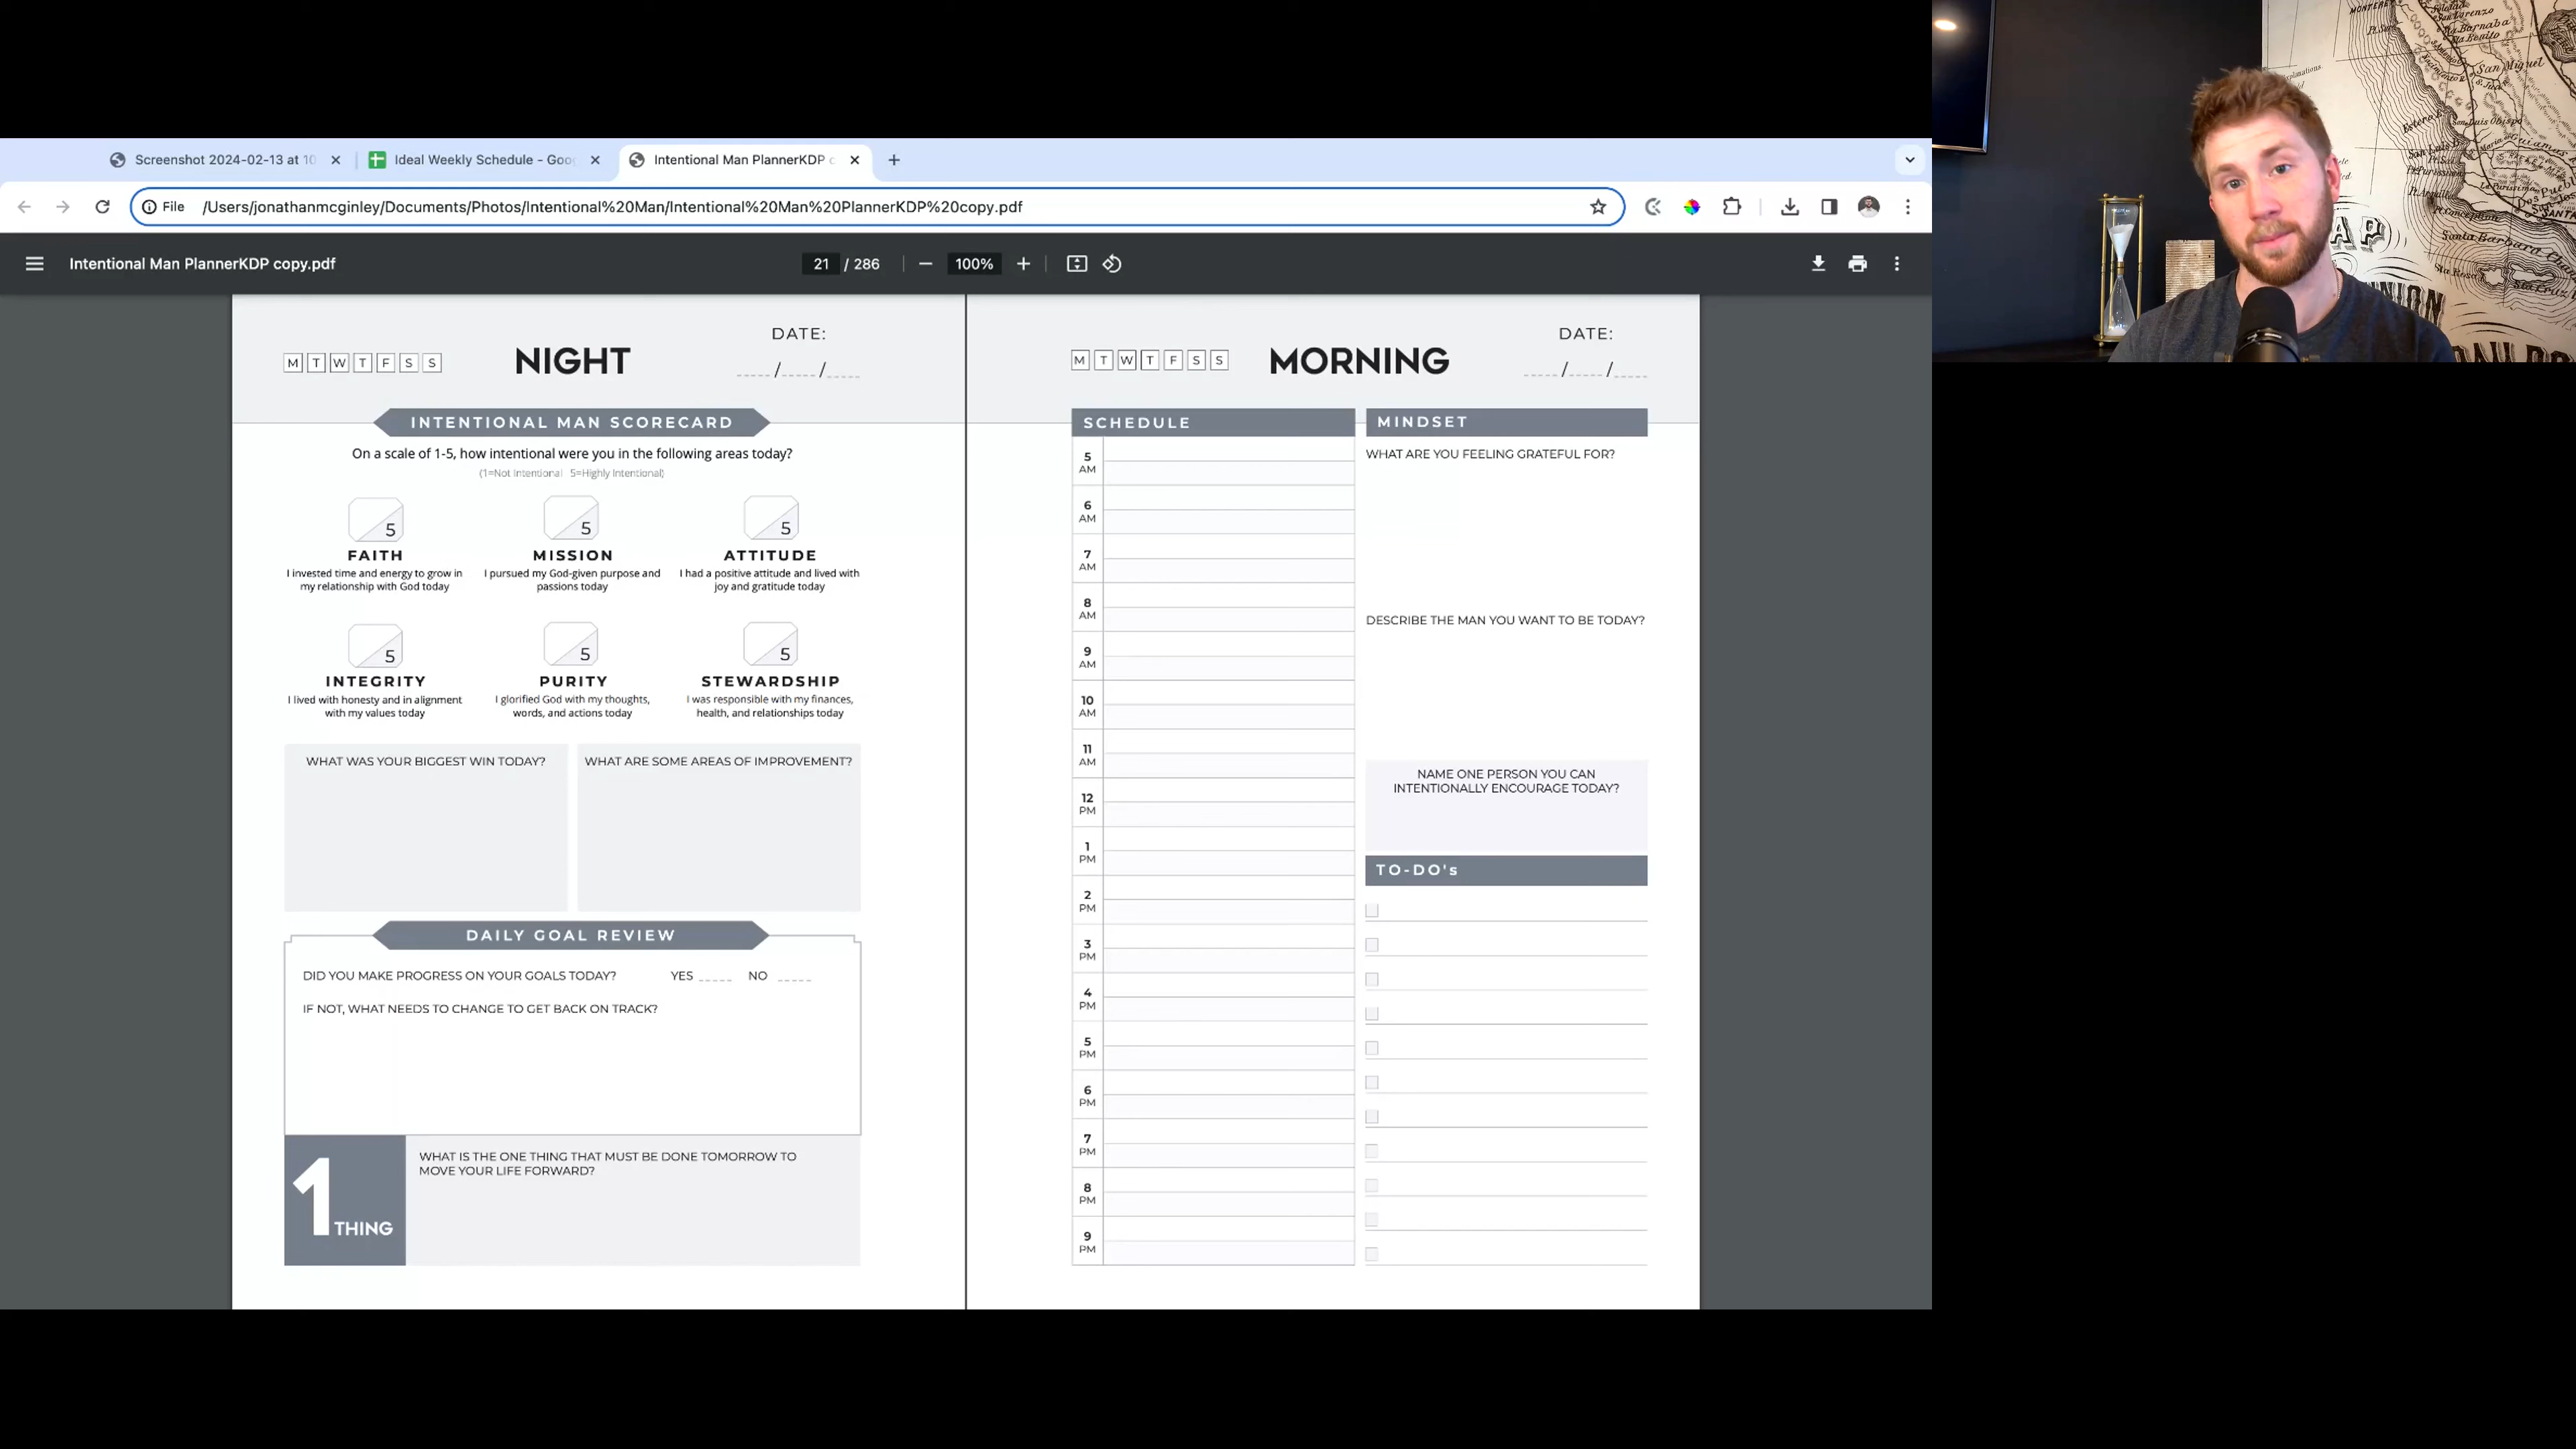 Screenshot 2024-02-13 at 10
Ideal Weekly Schedule - Goo
Intentional Man PlannerKDP c
File /Users/jonathanmcginley/Documents/Photos/Intentional%20Man/Intentional%20Man%20PlannerKDP%20copy.pdf
Intentional Man PlannerKDP copy.pdf
21 / 286
100%
M T W T F S S
NIGHT
DATE:
/ /
INTENTIONAL MAN SCORECARD
On a scale of 1-5, how intentional were you in the following areas today?
(1=Not Intentional 5=Highly Intentional)
5 5 5
FAITH
I invested time and energy to grow in
my relationship with God today
MISSION
I pursued my God-given purpose and
passions today
ATTITUDE
I had a positive attitude and lived with
joy and gratitude today
5 5 5
INTEGRITY
I lived with honesty and in alignment
with my values today
PURITY
I glorified God with my thoughts,
words, and actions today
STEWARDSHIP
I was responsible with my finances,
health, and relationships today
WHAT WAS YOUR BIGGEST WIN TODAY?
WHAT ARE SOME AREAS OF IMPROVEMENT?
DAILY GOAL REVIEW
DID YOU MAKE PROGRESS ON YOUR GOALS TODAY? YES NO
IF NOT, WHAT NEEDS TO CHANGE TO GET BACK ON TRACK?
1 THING
WHAT IS THE ONE THING THAT MUST BE DONE TOMORROW TO
MOVE YOUR LIFE FORWARD?
M T W T F S S
MORNING
DATE:
/ /
SCHEDULE
5
AM
6
AM
7
AM
8
AM
9
AM
10
AM
11
AM
12
PM
1
PM
2
PM
3
PM
4
PM
5
PM
6
PM
7
PM
8
PM
9
PM
MINDSET
WHAT ARE YOU FEELING GRATEFUL FOR?
DESCRIBE THE MAN YOU WANT TO BE TODAY?
NAME ONE PERSON YOU CAN
INTENTIONALLY ENCOURAGE TODAY?
TO-DO's
San Miguel
San Luis Obispo
Santa Barbara